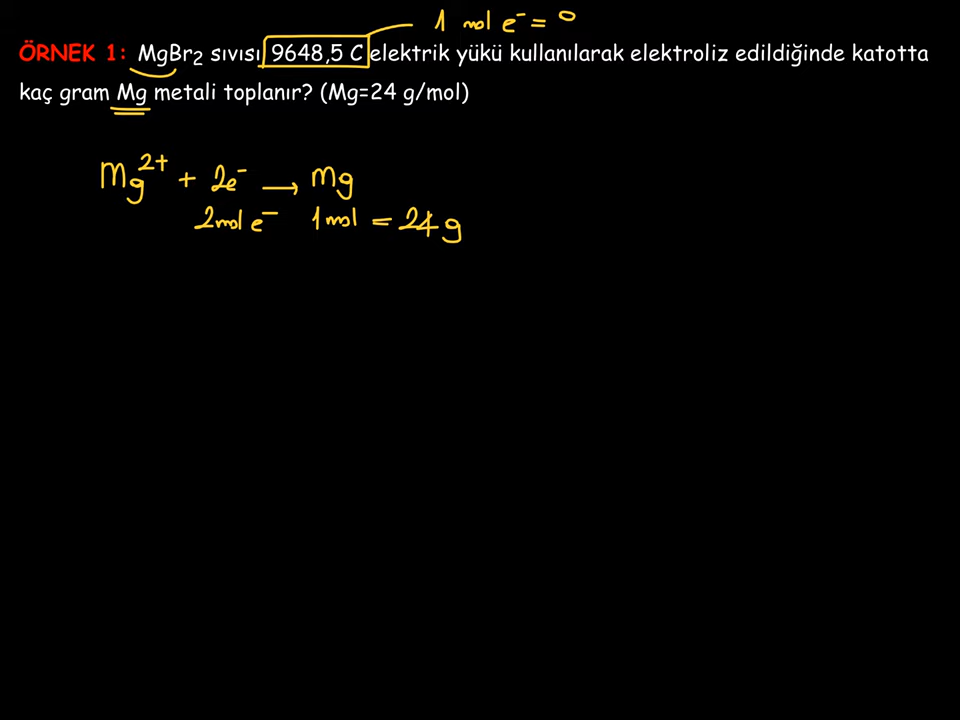 1 mol e⁻ = 0
ÖRNEK 1: MgBr₂ sıvısı 9648,5 C elektrik yükü kullanılarak elektroliz edildiğinde katotta
kaç gram Mg metali toplanır? (Mg=24 g/mol)
Mg²⁺ + 2e⁻ → Mg
2mol e⁻ 1mol = 24g